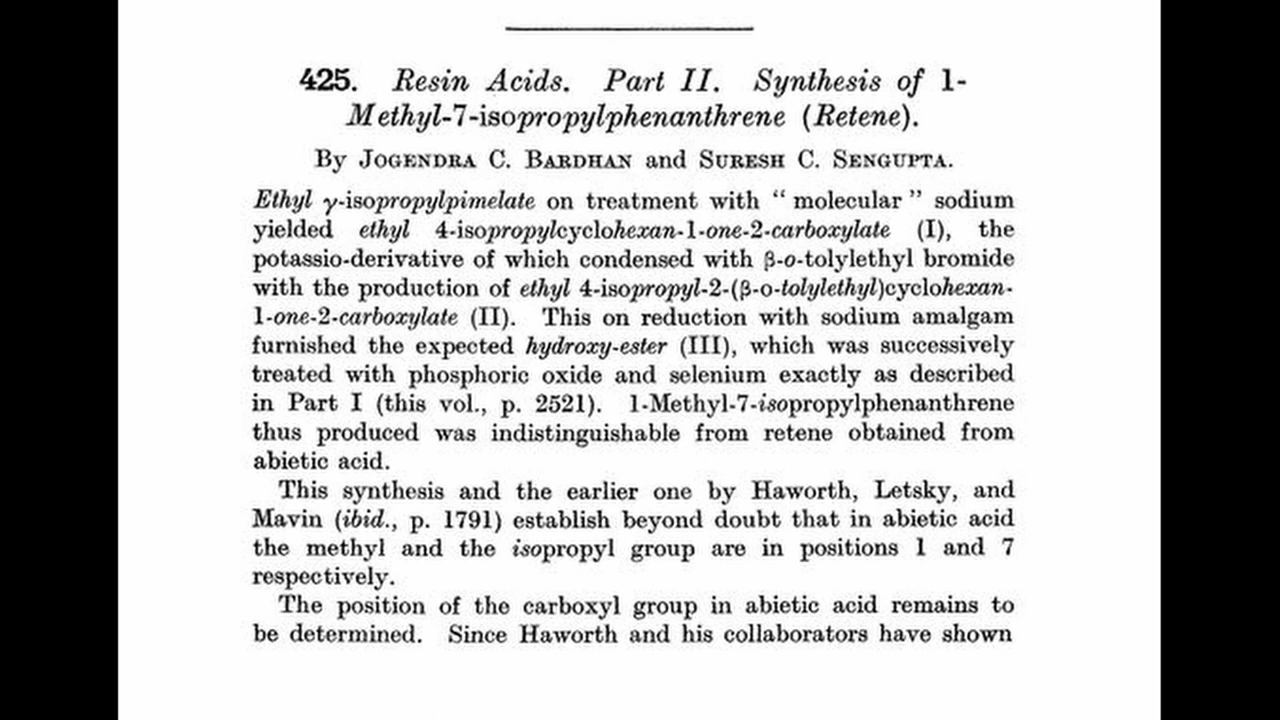 425. Resin Acids. Part II. Synthesis of 1-
Methyl-7-isopropylphenanthrene (Retene).
By Jogendra C. Bardhan and Suresh C. Sengupta.
Ethyl γ-isopropylpimelate on treatment with “ molecular ” sodium
yielded ethyl 4-isopropylcyclohexan-1-one-2-carboxylate (I), the
potassio-derivative of which condensed with β-o-tolylethyl bromide
with the production of ethyl 4-isopropyl-2-(β-o-tolylethyl)cyclohexan-
1-one-2-carboxylate (II). This on reduction with sodium amalgam
furnished the expected hydroxy-ester (III), which was successively
treated with phosphoric oxide and selenium exactly as described
in Part I (this vol., p. 2521). 1-Methyl-7-isopropylphenanthrene
thus produced was indistinguishable from retene obtained from
abietic acid.
This synthesis and the earlier one by Haworth, Letsky, and
Mavin (ibid., p. 1791) establish beyond doubt that in abietic acid
the methyl and the isopropyl group are in positions 1 and 7
respectively.
The position of the carboxyl group in abietic acid remains to
be determined. Since Haworth and his collaborators have shown